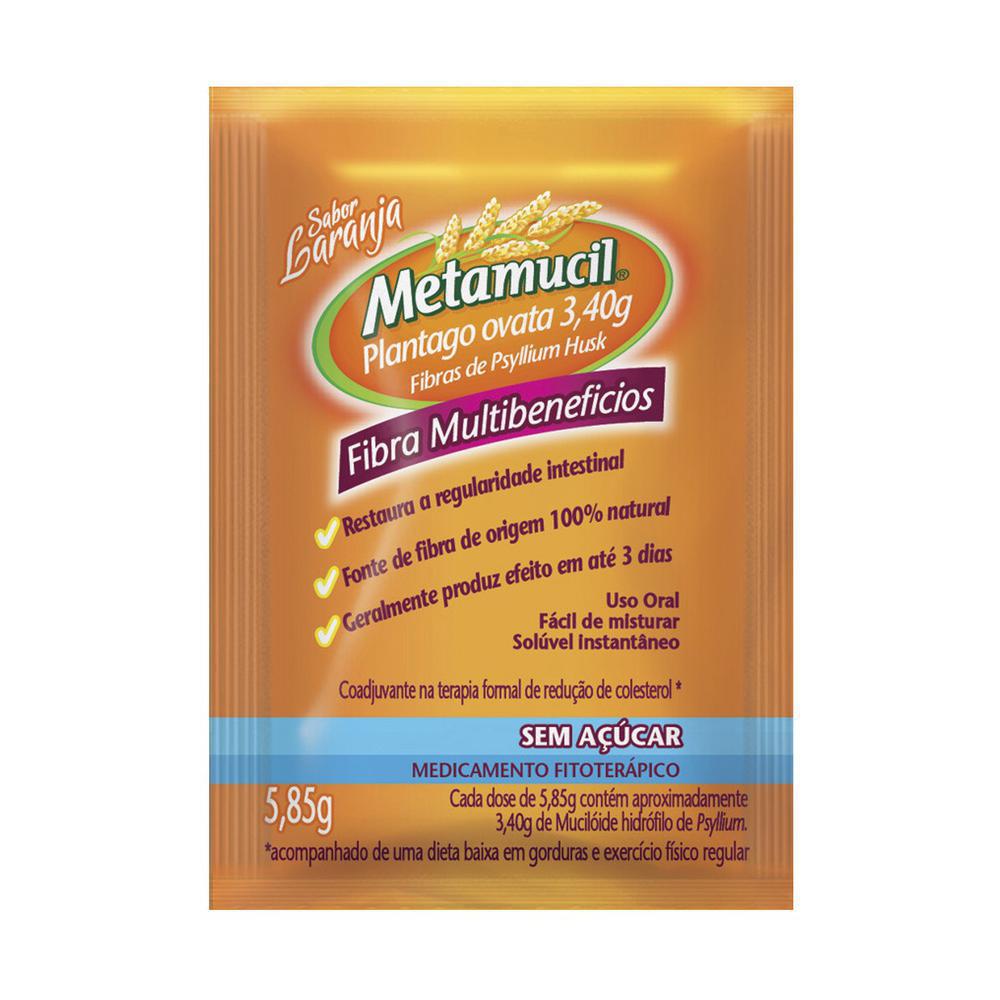 Sabor
Laranja
Metamucil®
Plantago ovata 3,40g
Fibras de Psyllium Husk
Fibra Multibeneficios
Restaura a regularidade intestinal
Fonte de fibra de origem 100% natural
Geralmente produz efeito em até 3 dias
Uso Oral
Fácil de misturar
Solúvel instantâneo
Coadjuvante na terapia formal de redução de colesterol *
SEM AÇÚCAR
MEDICAMENTO FITOTERÁPICO
5,85g
Cada dose de 5,85g contém aproximadamente
3,40g de Mucilóide hidrófilo de Psyllium.
*acompanhado de uma dieta baixa em gorduras e exercício físico regular